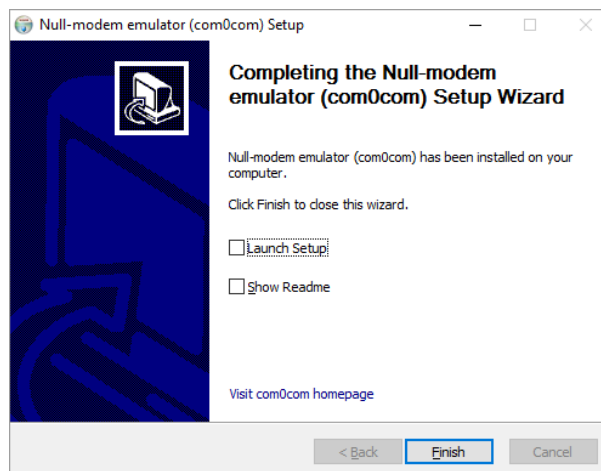 Null-modem emulator (com0com) Setup
Completing the Null-modem
emulator (com0com) Setup Wizard
Null-modem emulator (com0com) has been installed on your
computer.
Click Finish to close this wizard.
Launch Setup
Show Readme
Visit com0com homepage
< Back
Finish
Cancel